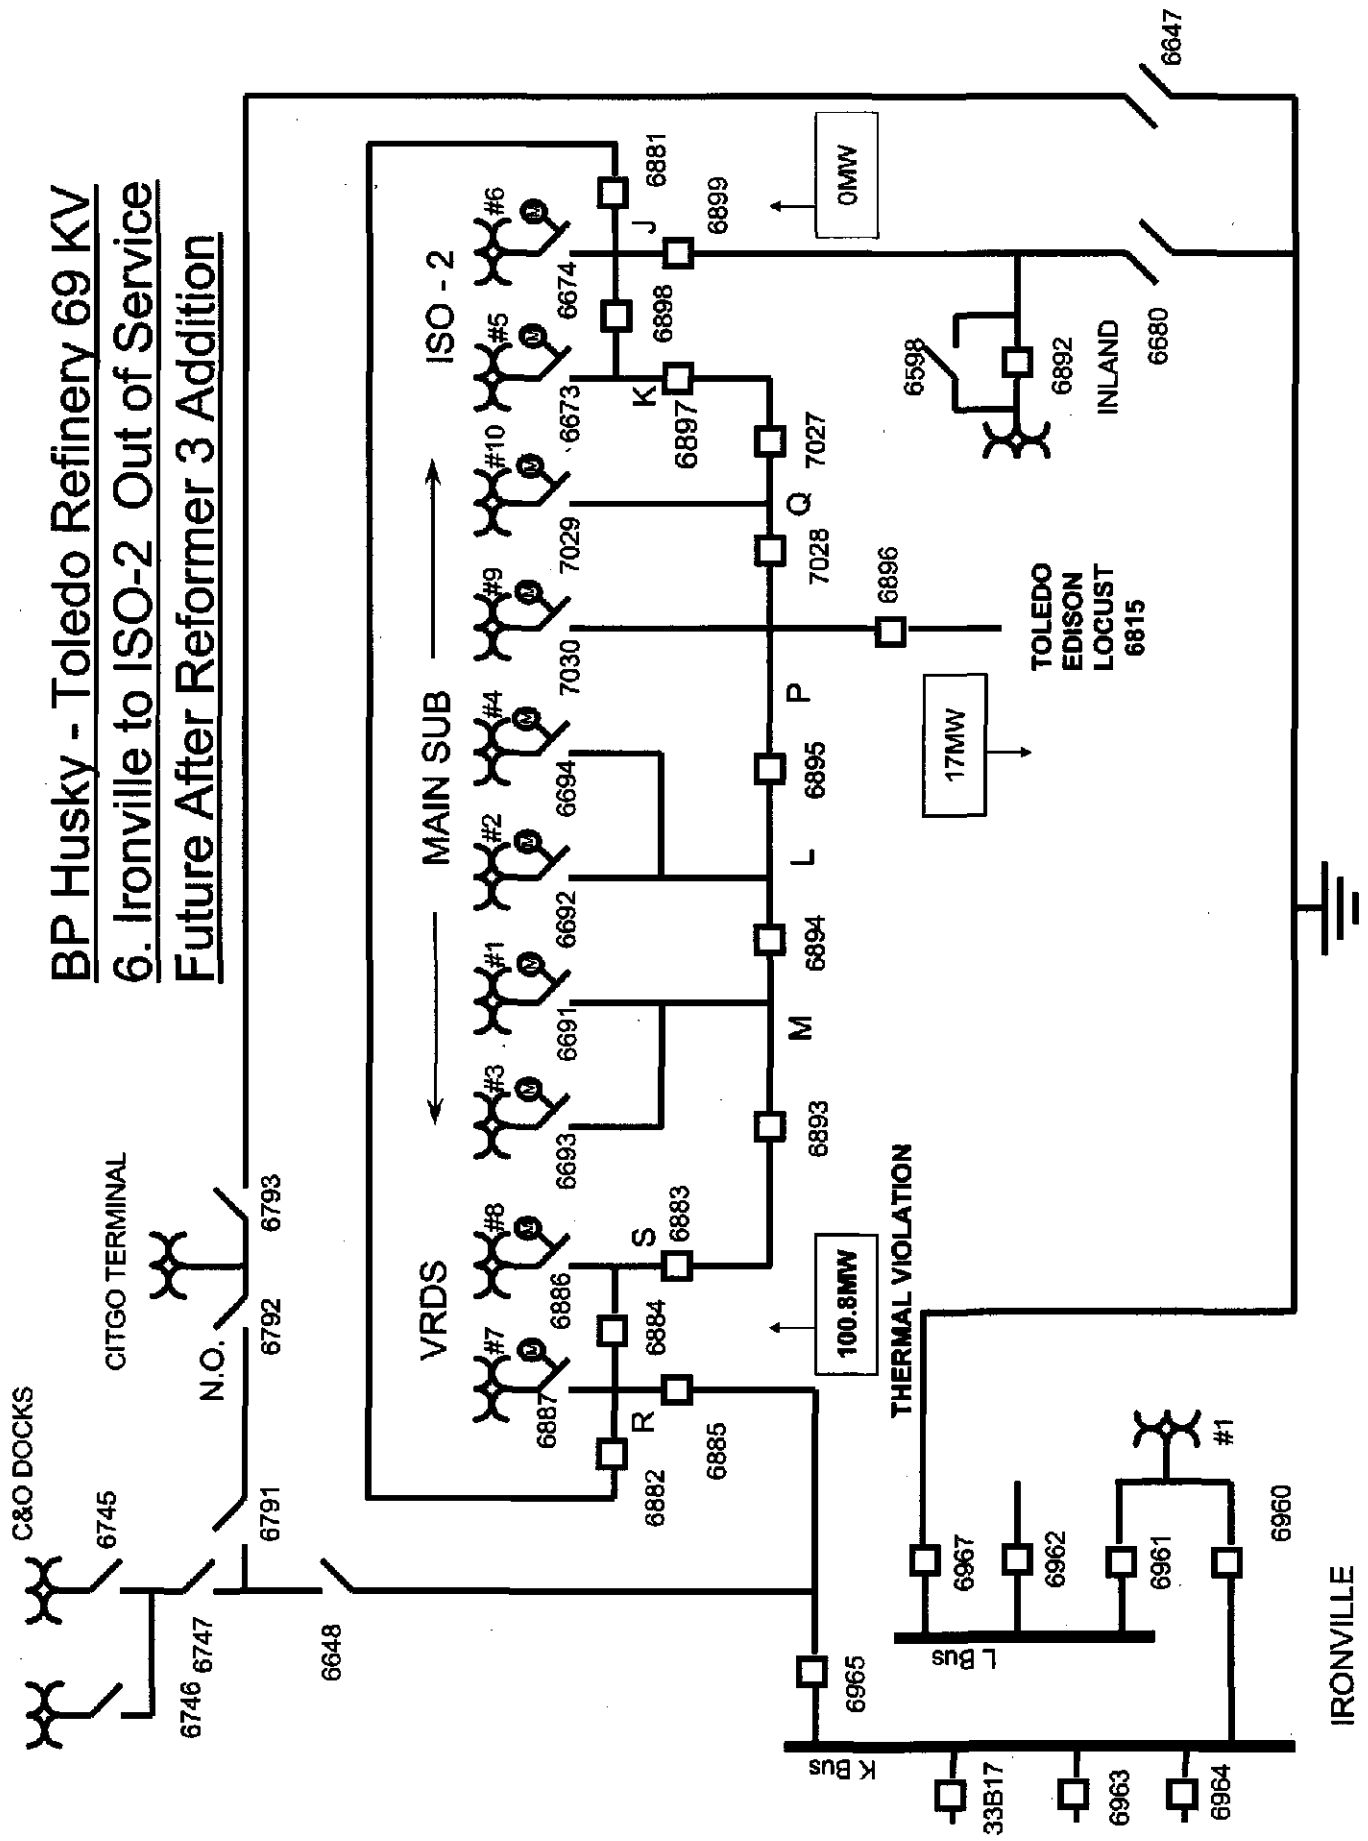 BP Husky - Toledo Refinery 69 KV
6. Ironville to ISO-2 Out of Service
Future After Reformer 3 Addition
C&O DOCKS
6745
6746
6747
6648
6791
N.O.
6792
CITGO TERMINAL
6793
VRDS
MAIN SUB
ISO - 2
#7
#8
#3
#1
#2
#4
#9
#10
#5
#6
M
M
M
M
M
M
M
M
M
M
6887
6886
6693
6691
6692
6694
7030
7029
6673
6674
6882
R
6884
S
6885
6883
6893
M
6894
L
6895
P
7028
Q
7027
K
6897
6898
J
6881
6899
6896
TOLEDO
EDISON
LOCUST
6815
17MW
0MW
100.8MW
THERMAL VIOLATION
6598
6892
INLAND
6680
6647
6965
K Bus
L Bus
6967
6962
6961
6960
#1
33B17
6963
6964
IRONVILLE